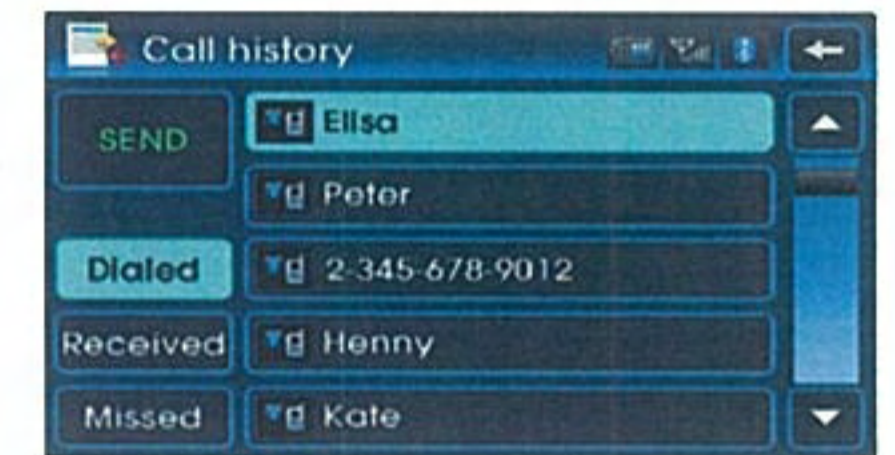 Call history
SEND
Elisa
Peter
Dialed
2-345-678-9012
Received
Henny
Missed
Kate